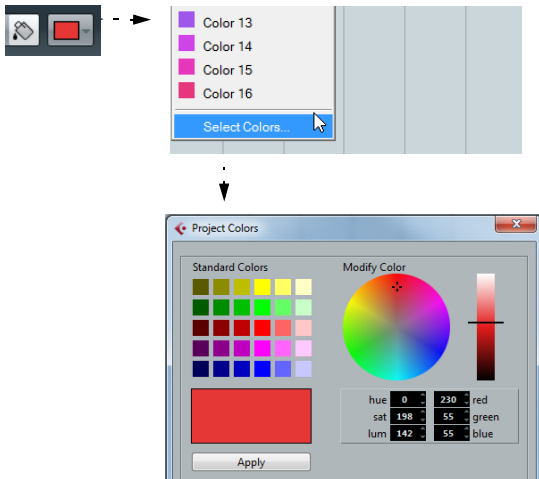 Color 13
Color 14
Color 15
Color 16
Select Colors...
Project Colors
Standard Colors
Modify Color
hue 0 230 red
sat 198 55 green
lum 142 55 blue
Apply